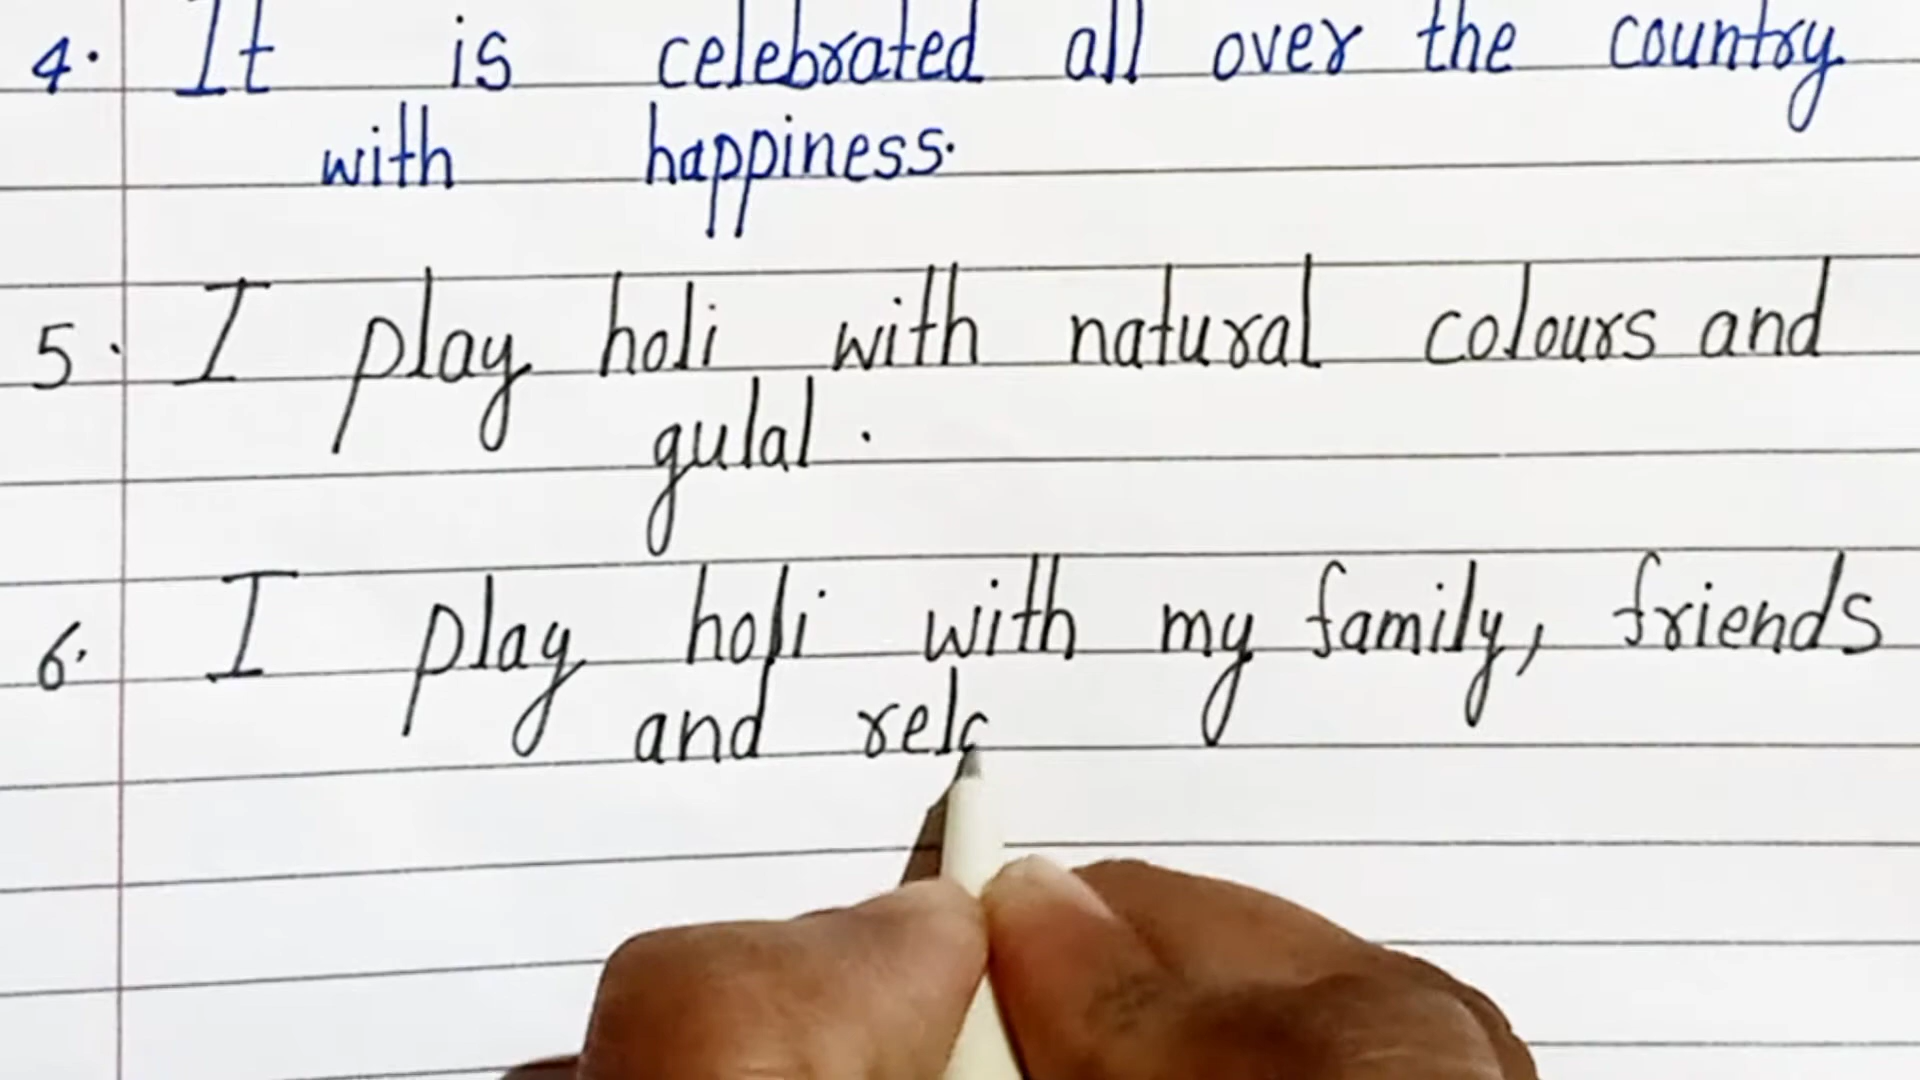 4. It is celebrated all over the country
with happiness.
5. I play holi with natural colours and
gulal.
6. I play holi with my family, friends
and rela